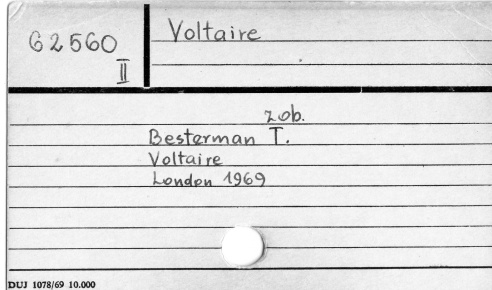 62560
II
Voltaire
zob.
Besterman T.
Voltaire
London 1969
DUJ 1078/69 10.000